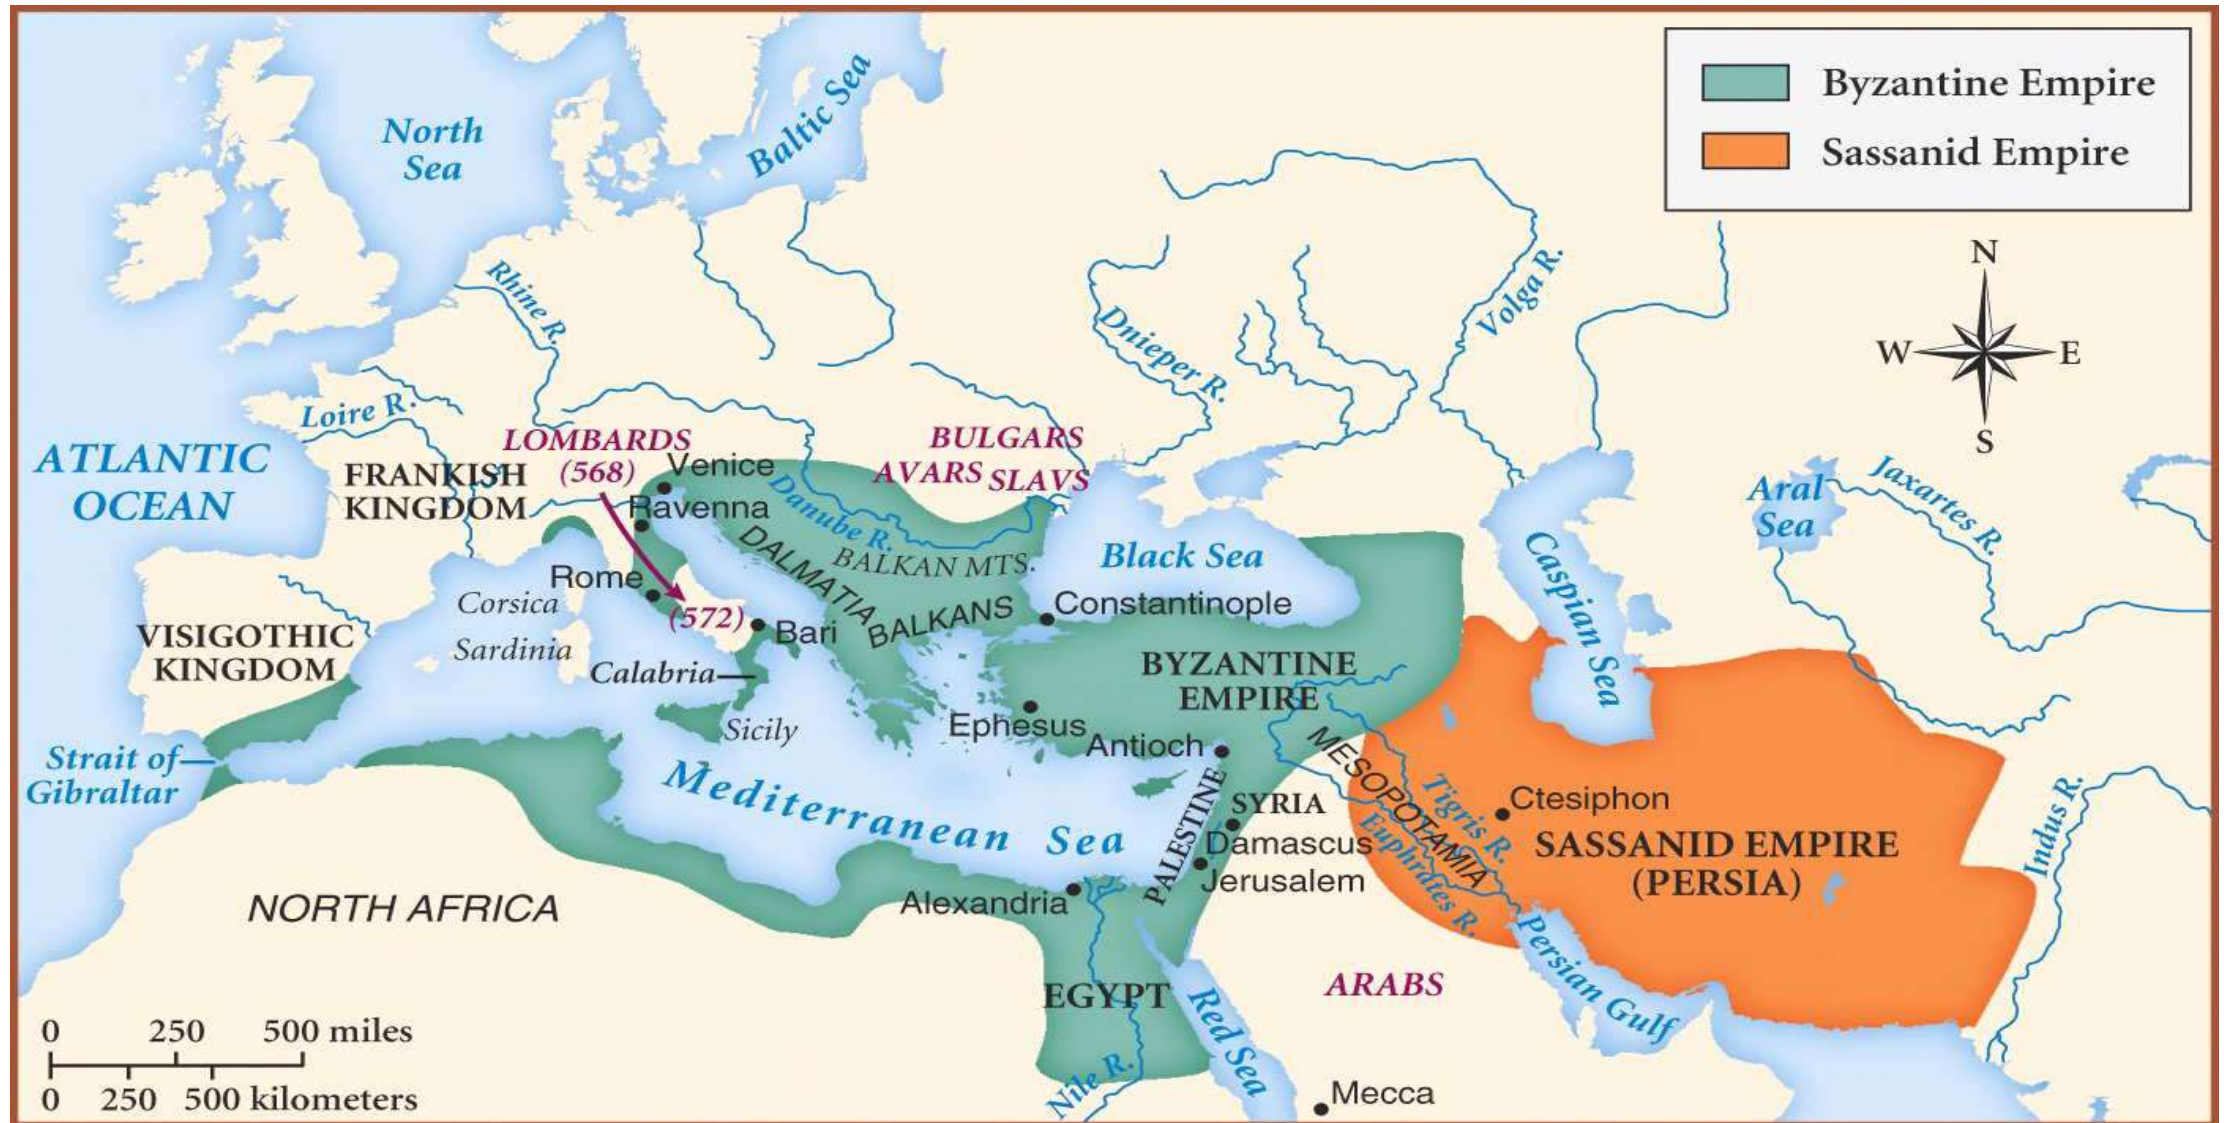 Byzantine Empire
Sassanid Empire
North
Sea
Baltic Sea
N
W
E
S
Rhine R.
Volga R.
Dnieper R.
Loire R.
ATLANTIC
OCEAN
FRANKISH
KINGDOM
LOMBARDS
(568)
Venice
Ravenna
BULGARS
AVARS
SLAVS
Danube R.
DALMATIA
BALKAN MTS.
BALKANS
Black Sea
Constantinople
Caspian Sea
Aral
Sea
Jaxartes R.
Rome
(572)
Corsica
Sardinia
Bari
Calabria
Sicily
VISIGOTHIC
KINGDOM
Strait of
Gibraltar
BYZANTINE
EMPIRE
Ephesus
Antioch
MESOPOTAMIA
Tigris R.
Euphrates R.
Ctesiphon
SASSANID EMPIRE
(PERSIA)
Indus R.
Mediterranean Sea
PALESTINE
SYRIA
Damascus
Jerusalem
Alexandria
NORTH AFRICA
EGYPT
Nile R.
Red Sea
ARABS
Persian Gulf
Mecca
0 250 500 miles
0 250 500 kilometers